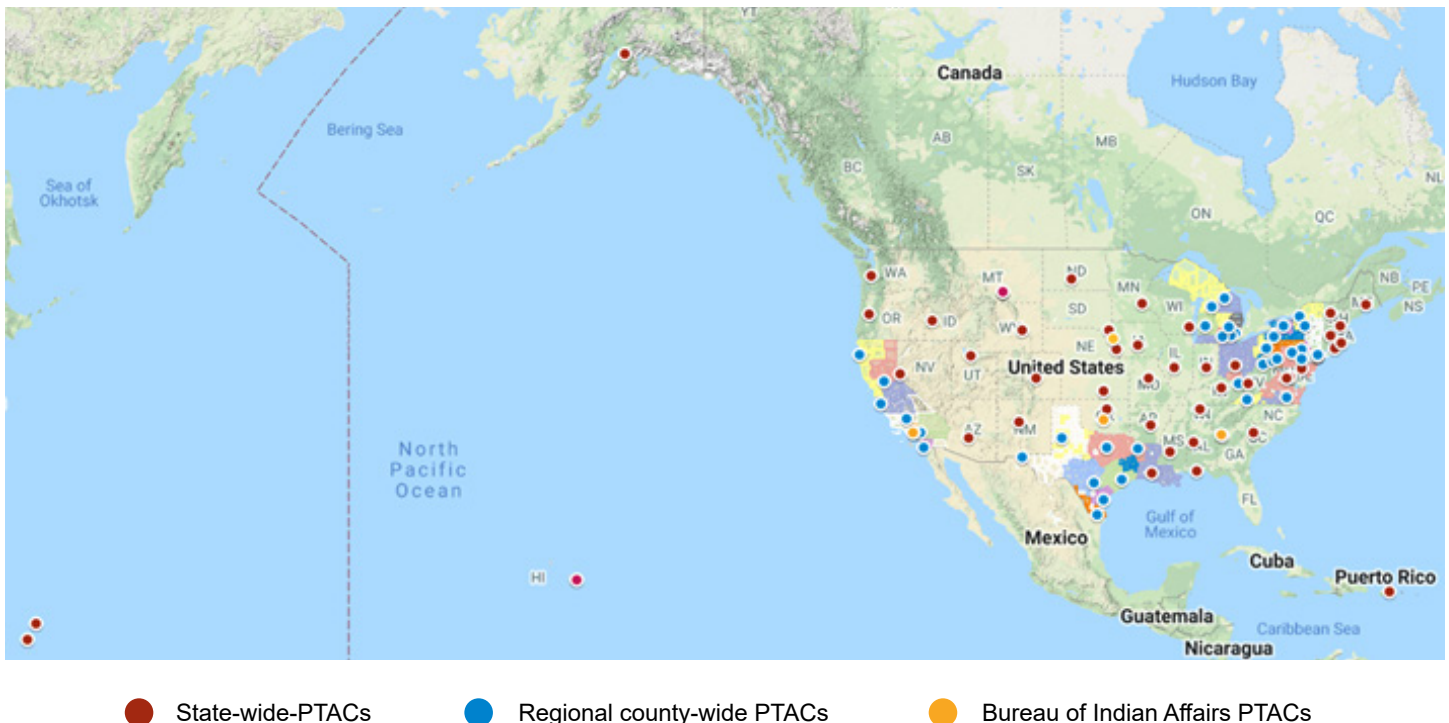 YT
Canada
Hudson Bay
Bering Sea
AB
MB
BC
SK
Sea of
Okhotsk
NL
ON
QC
WA
MT
ND
MN
NB
PE
NS
OR
ID
SD
WI
NE
IL
NV
UT
United States
NC
AZ
MS
GA
North
Pacific
Ocean
FL
Gulf of
Mexico
Mexico
Cuba
HI
Puerto Rico
Guatemala
Caribbean Sea
Nicaragua
State-wide-PTACs
Regional county-wide PTACs
Bureau of Indian Affairs PTACs